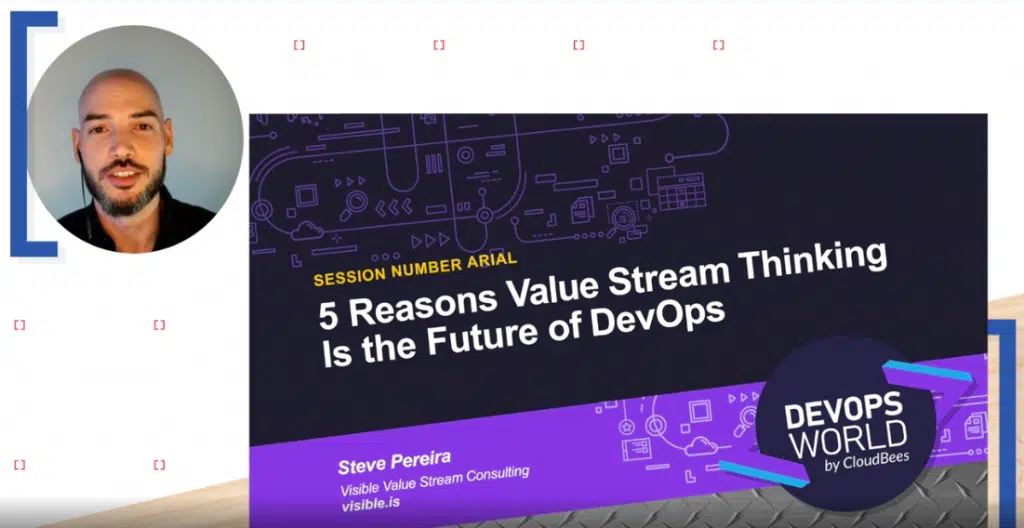 SESSION NUMBER ARIAL
5 Reasons Value Stream Thinking
Is the Future of DevOps
Steve Pereira
Visible Value Stream Consulting
visible.is
DEVOPS
WORLD
by CloudBees